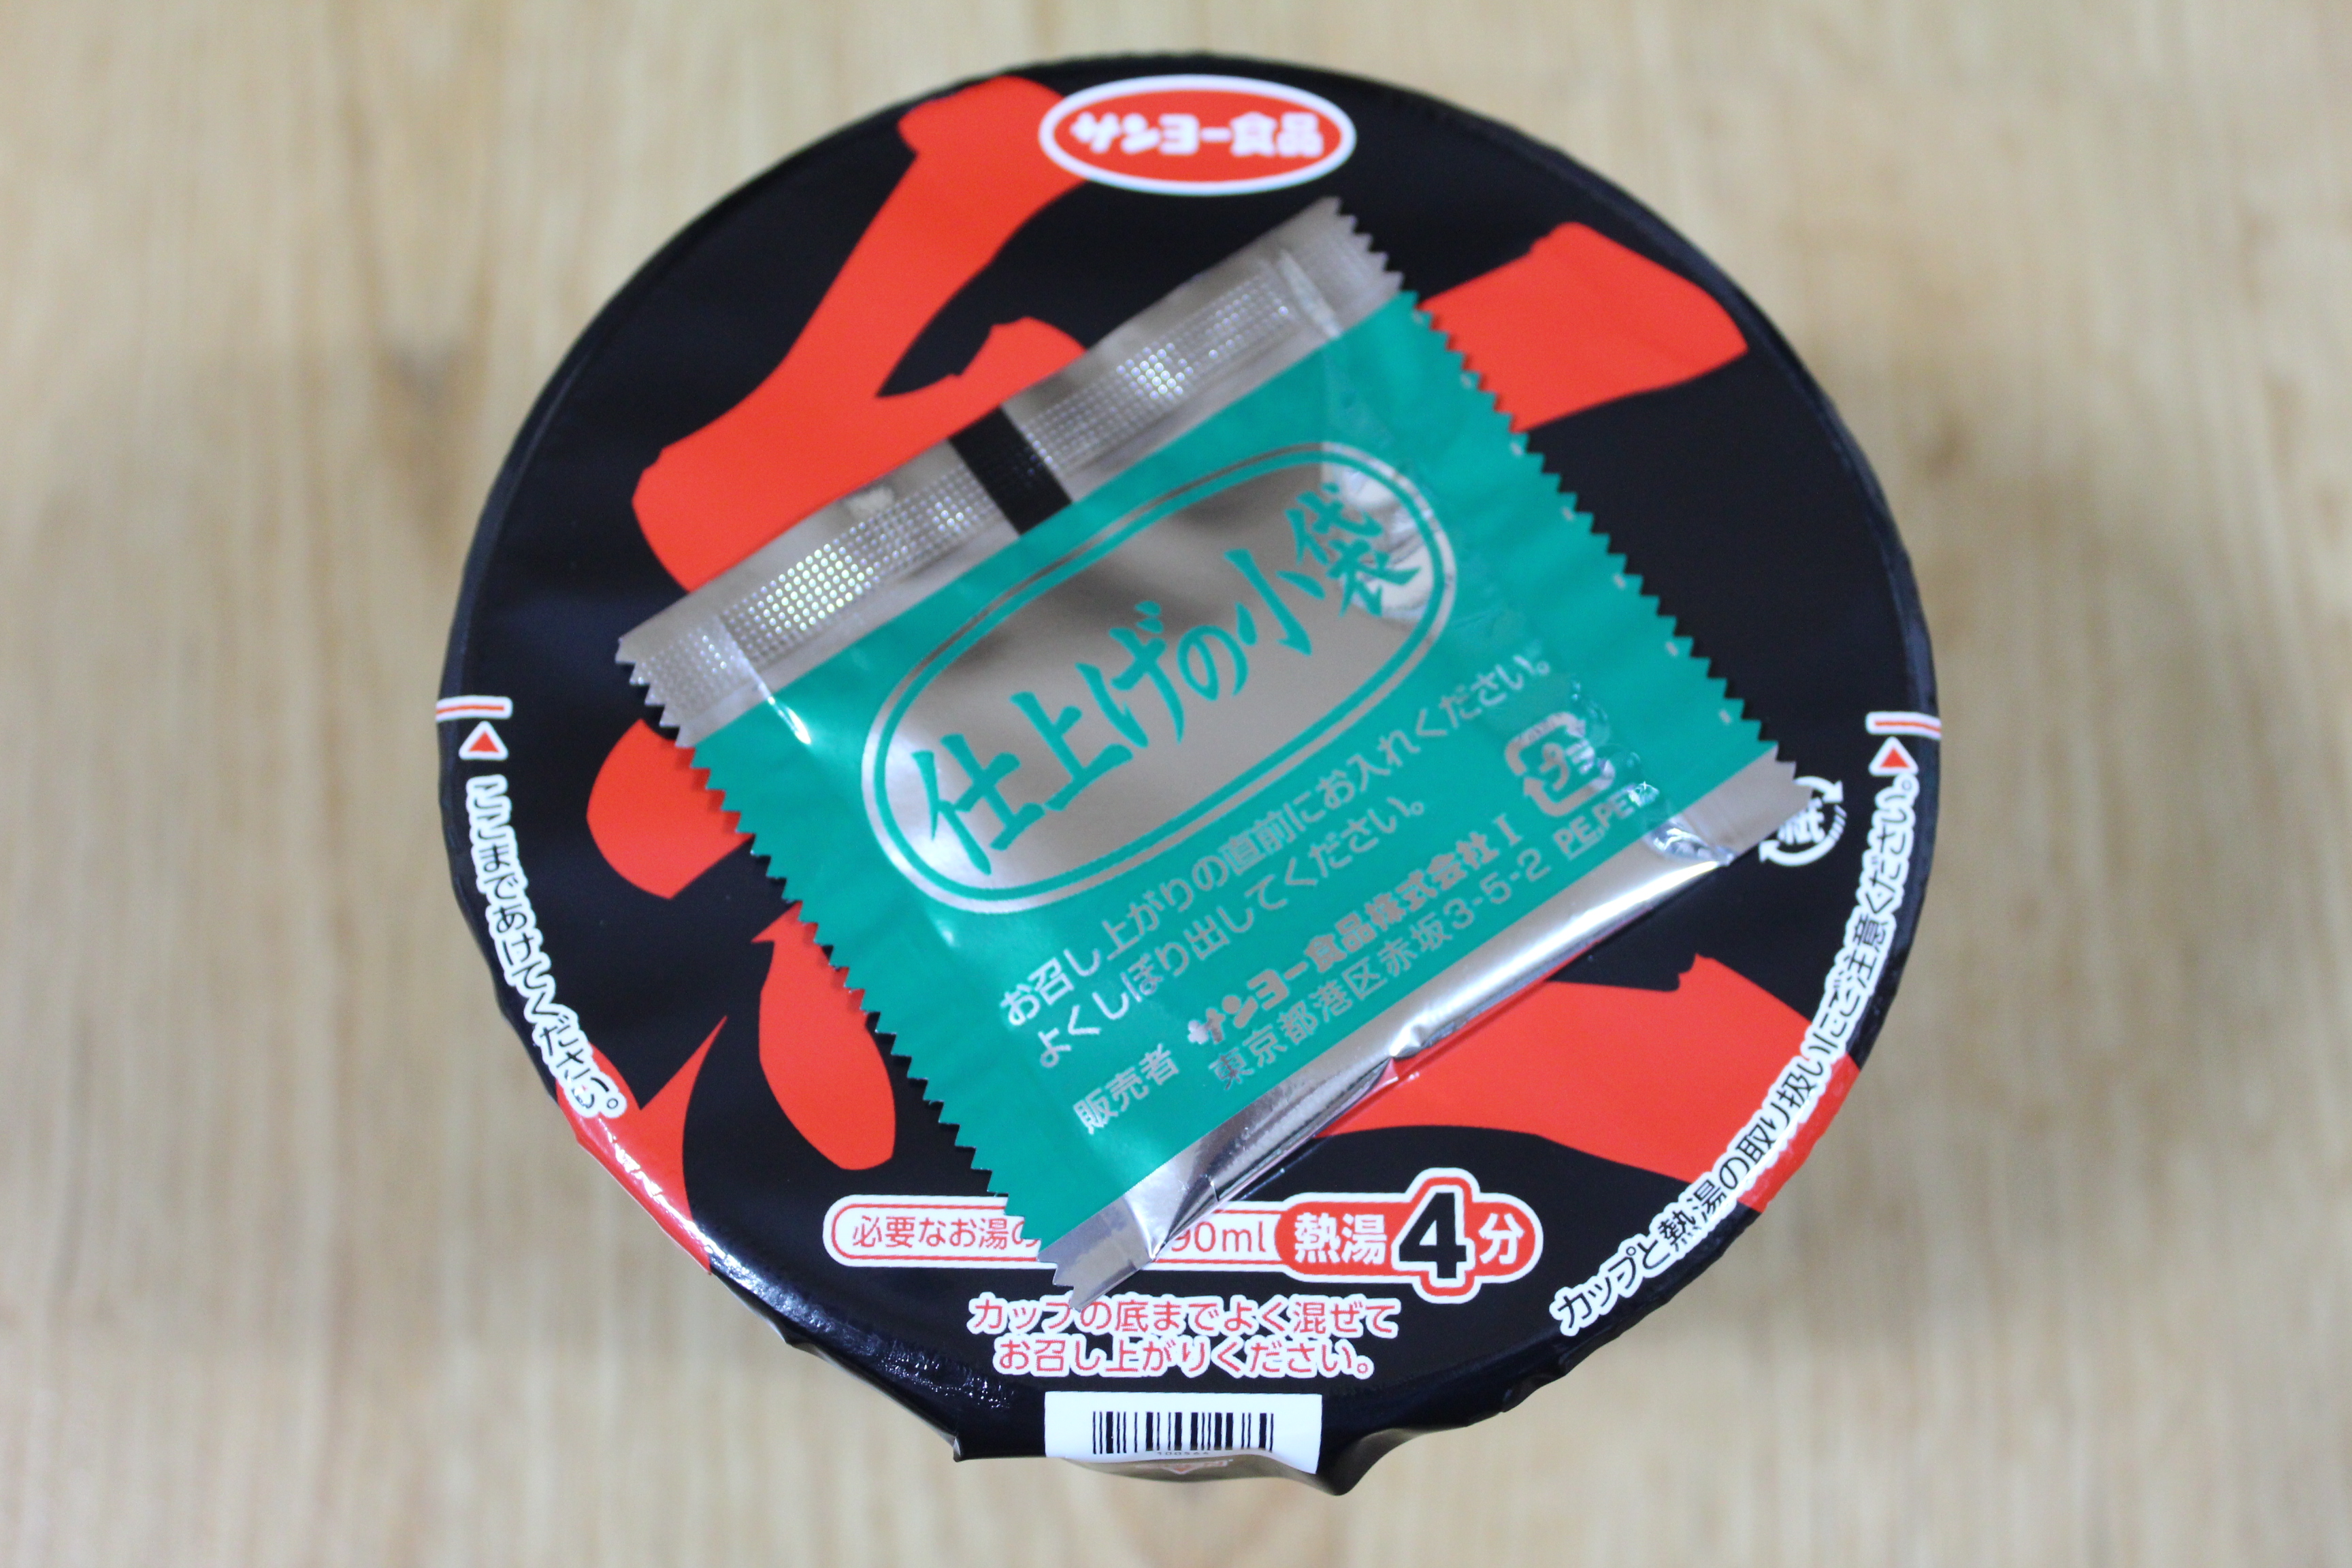 サンヨー食品
仕上げの小袋
お召し上がりの直前にお入れください。
よくしぼり出してください。
販売者 サンヨー食品株式会社 I
東京都港区赤坂3-5-2
プラ
PE,PET
ここまであけてください。
カップと熱湯の取り扱いにご注意ください。
必要なお湯の 90ml 熱湯4分
カップの底までよく混ぜて
お召し上がりください。